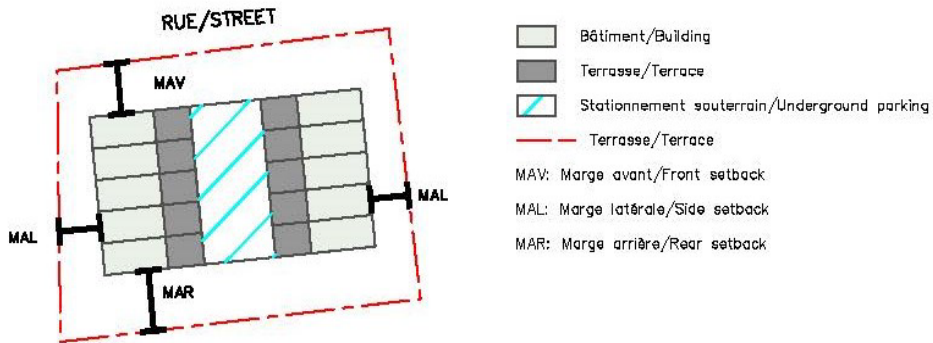 RUE/STREET
MAV
MAL
MAL
MAR
Bâtiment/Building
Terrasse/Terrace
Stationnement souterrain/Underground parking
Terrasse/Terrace
MAV: Marge avant/Front setback
MAL: Marge latérale/Side setback
MAR: Marge arrière/Rear setback